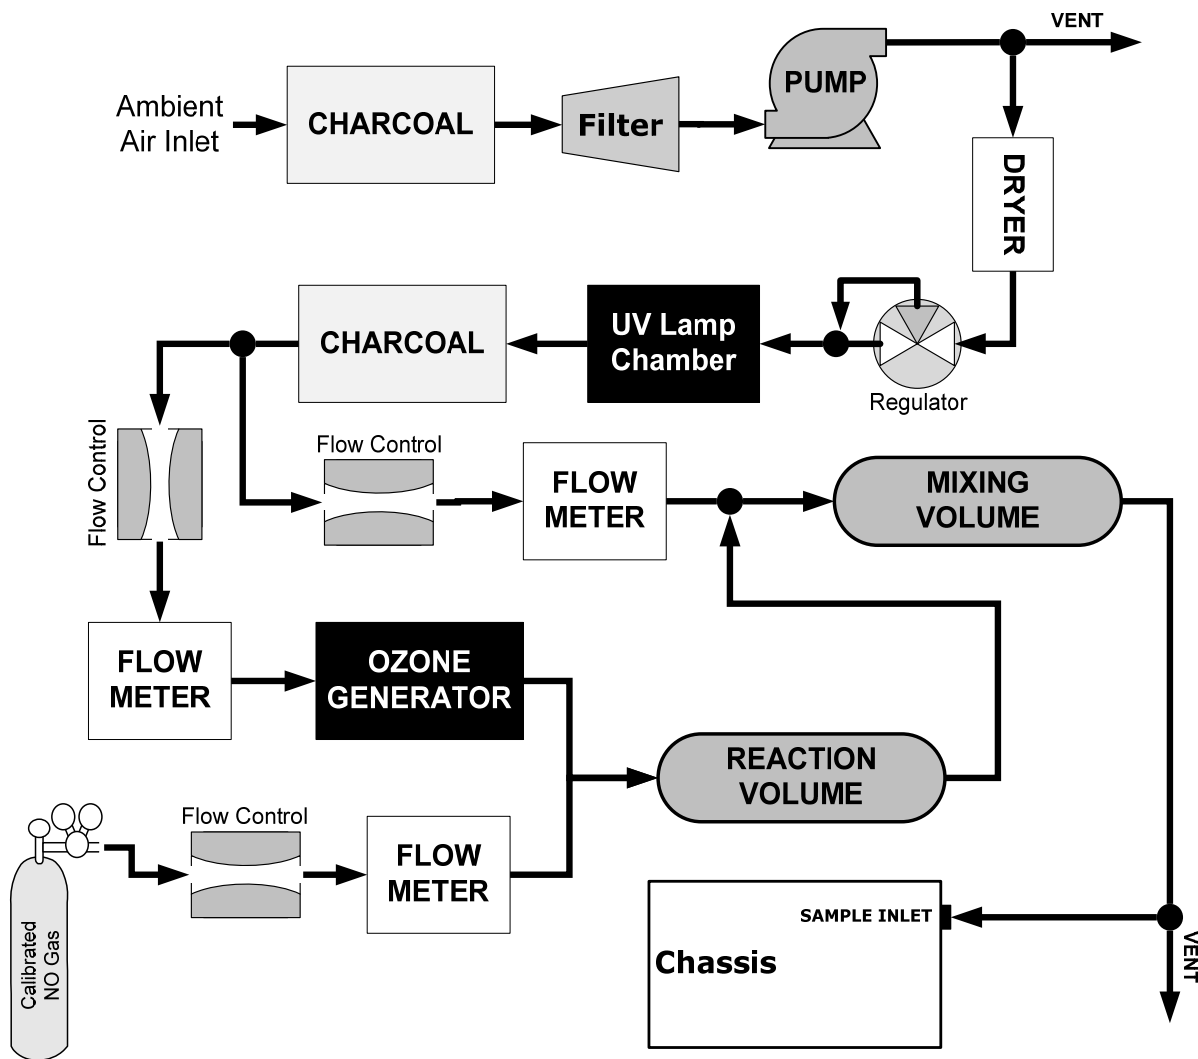 VENT
Ambient
Air Inlet
CHARCOAL
Filter
PUMP
DRYER
CHARCOAL
UV Lamp
Chamber
Regulator
Flow Control
Flow Control
FLOW
METER
MIXING
VOLUME
FLOW
METER
OZONE
GENERATOR
REACTION
VOLUME
Flow Control
FLOW
METER
Calibrated
NO Gas
SAMPLE INLET
Chassis
VENT